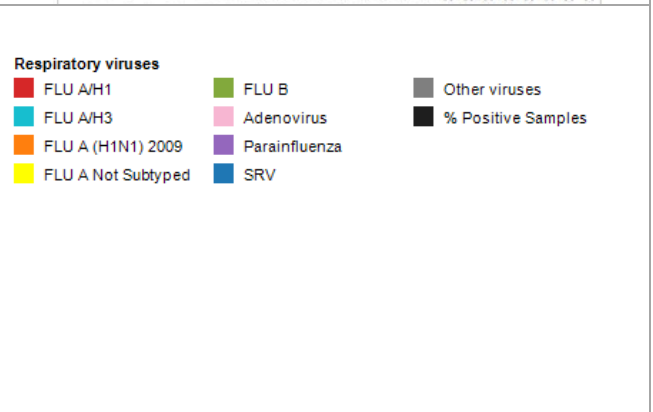 Respiratory viruses
FLU A/H1
FLU A/H3
FLU A (H1N1) 2009
FLU A Not Subtyped
FLU B
Adenovirus
Parainfluenza
SRV
Other viruses
% Positive Samples